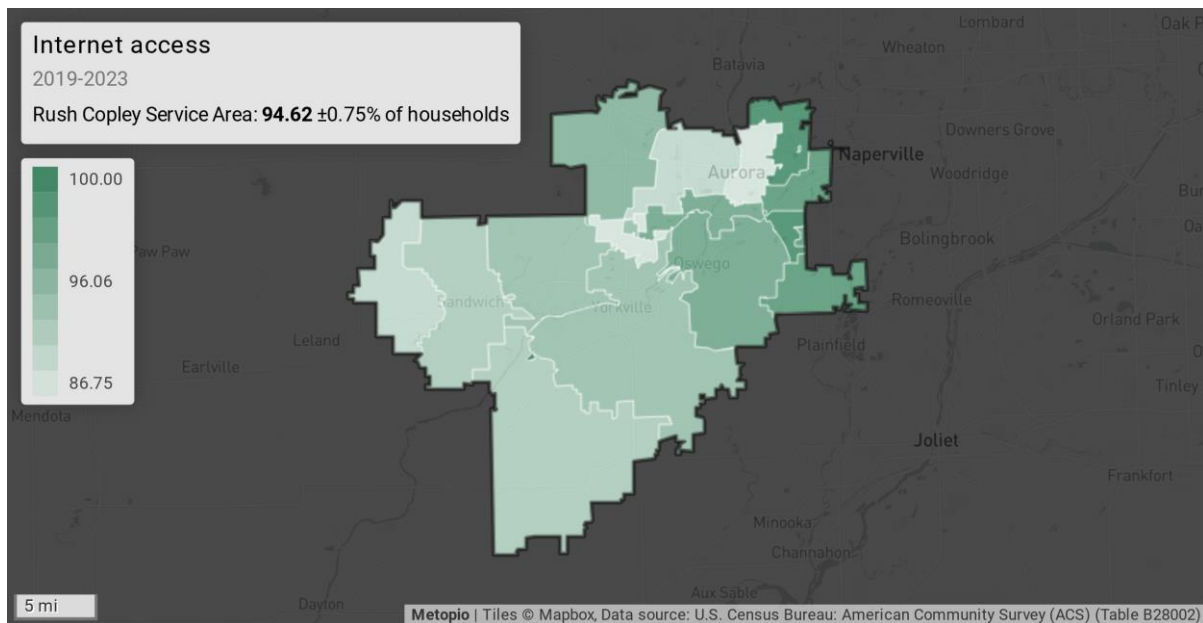 Internet access
2019-2023
Rush Copley Service Area: 94.62 ±0.75% of households
100.00
96.06
86.75
Lombard
Oak P
Wheaton
Batavia
Downers Grove
Naperville
Aurora
Woodridge
Bolingbrook
Paw Paw
Oswego
Sandwich
Yorkville
Romeoville
Orland Park
Leland
Plainfield
Earlville
Tinley
Mendota
Joliet
Frankfort
Minooka
Channahon
Aux Sable
Dayton
5 mi
Metopio | Tiles © Mapbox, Data source: U.S. Census Bureau: American Community Survey (ACS) (Table B28002)